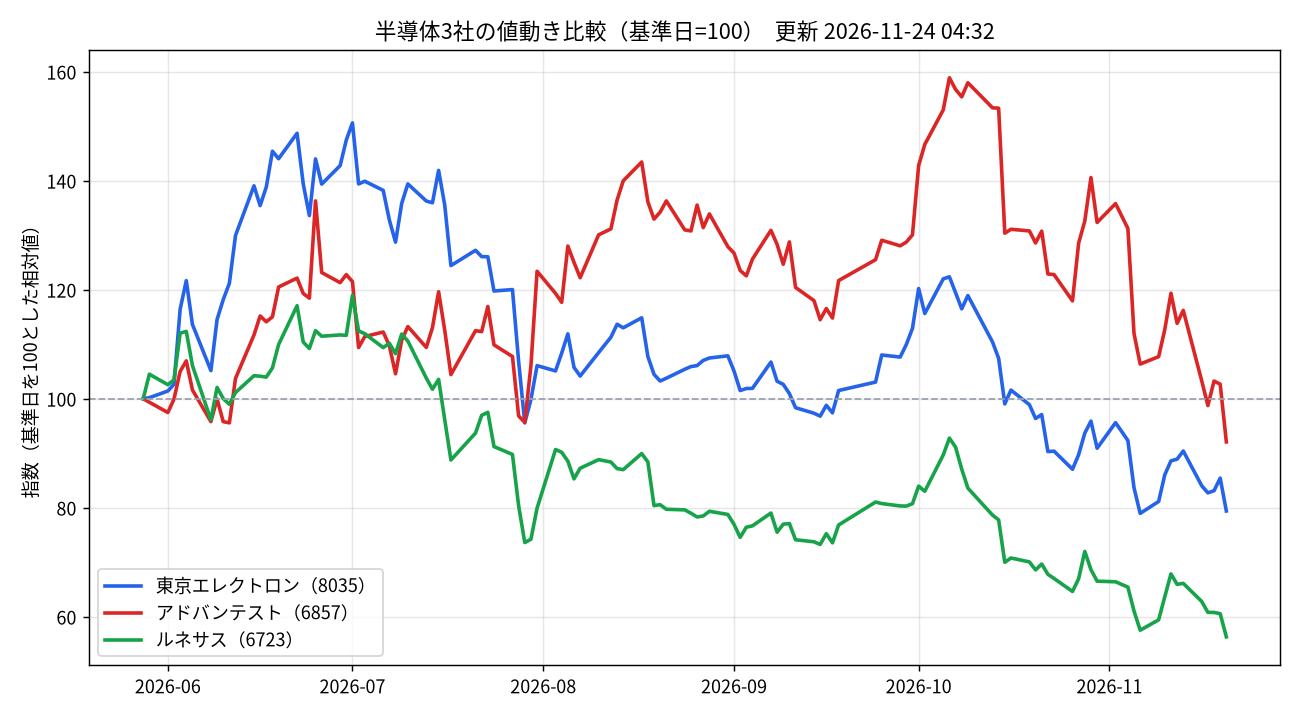 半導体3社の値動き比較（基準日=100） 更新 2026-11-24 04:32
指数（基準日を100とした相対値）
160
140
120
100
80
60
東京エレクトロン（8035）
アドバンテスト（6857）
ルネサス（6723）
2026-06 2026-07 2026-08 2026-09 2026-10 2026-11